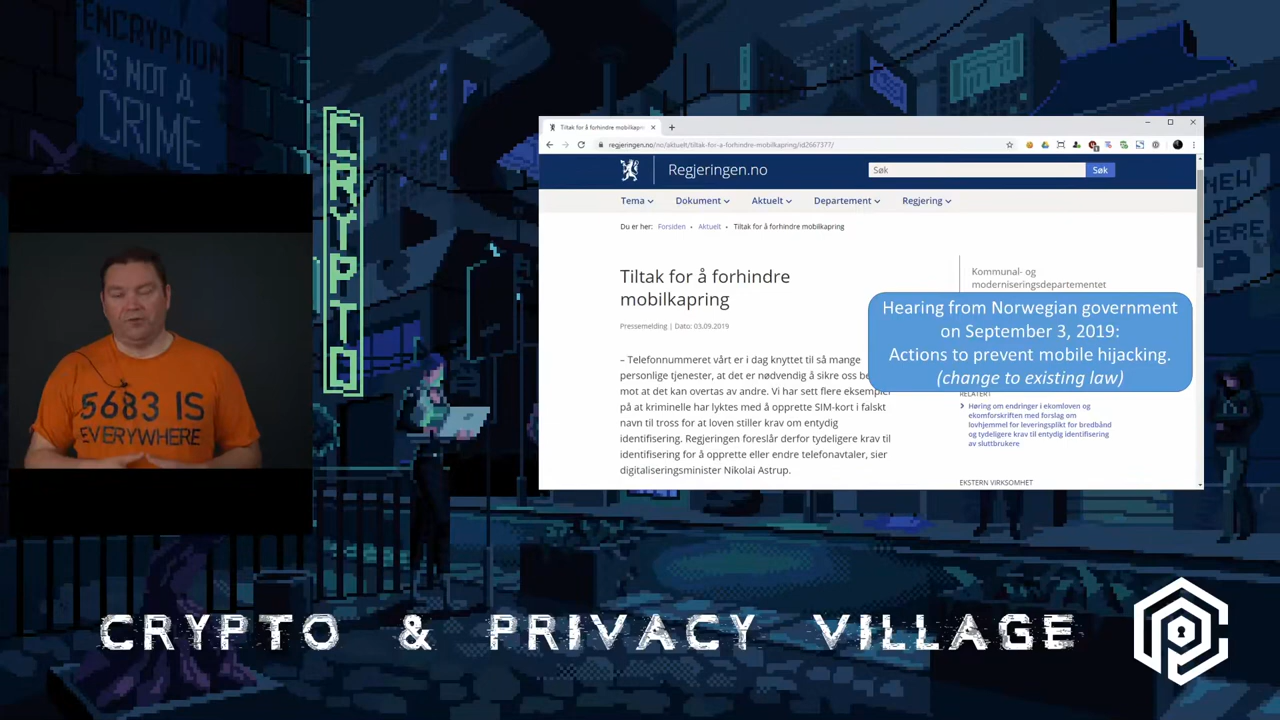 ENCRYPTION
IS NOT A
CRIME
CRYPTO
5683 IS
EVERYWHERE
Tiltak for å forhindre mobilkapri
regjeringen.no/no/aktuelt/tiltak-for-a-forhindre-mobilkapring/id2667377/
Regjeringen.no
Søk
Søk
Tema
Dokument
Aktuelt
Departement
Regjering
Du er her: Forsiden • Aktuelt • Tiltak for å forhindre mobilkapring
Tiltak for å forhindre
mobilkapring
Pressemelding | Dato: 03.09.2019
– Telefonnummeret vårt er i dag knyttet til så mange
personlige tjenester, at det er nødvendig å sikre oss be
mot at det kan overtas av andre. Vi har sett flere eksempler
på at kriminelle har lyktes med å opprette SIM-kort i falskt
navn til tross for at loven stiller krav om entydig
identifisering. Regjeringen foreslår derfor tydeligere krav til
identifisering for å opprette eller endre telefonavtaler, sier
digitaliseringsminister Nikolai Astrup.
Kommunal- og
moderniseringsdepartementet
Hearing from Norwegian government
on September 3, 2019:
Actions to prevent mobile hijacking.
(change to existing law)
RELATERT
Høring om endringer i ekomloven og
ekomforskriften med forslag om
lovhjemmel for leveringsplikt for bredbånd
og tydeligere krav til entydig identifisering
av sluttbrukere
EKSTERN VIRKSOMHET
NEW
TO
HERE
CRYPTO & PRIVACY VILLAGE